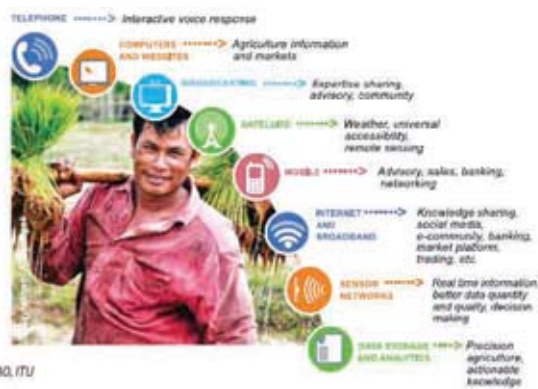 TELEPHONE Interactive voice response
COMPUTERS Agriculture information
AND WEBSITES and markets
BROADCASTING Expertise sharing,
advisory, community
SATELLITE Weather, universal
accessibility,
remote sensing
MOBILE Advisory, sales, banking,
networking
INTERNET Knowledge sharing,
AND social media,
BROADBAND e-community, banking,
market platform,
trading, etc.
SENSOR Real time information,
NETWORKS better data quantity
and quality, decision
making
DATA STORAGE Precision
AND ANALYTICS agriculture,
actionable
knowledge
ITU